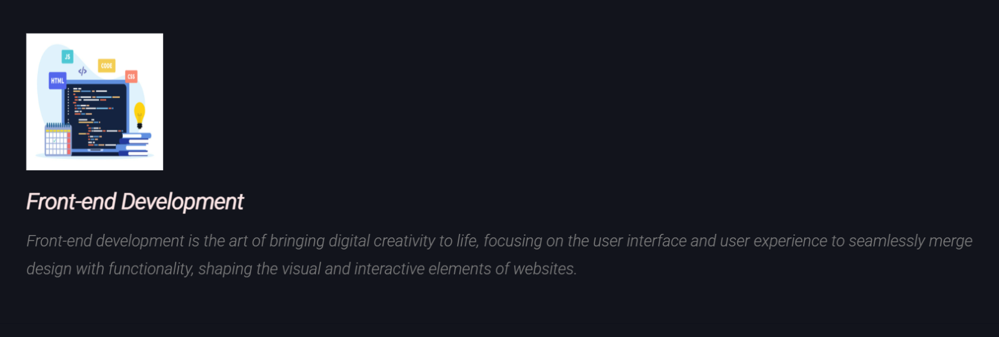 JS
CODE
</>
CSS
HTML
Front-end Development
Front-end development is the art of bringing digital creativity to life, focusing on the user interface and user experience to seamlessly merge
design with functionality, shaping the visual and interactive elements of websites.